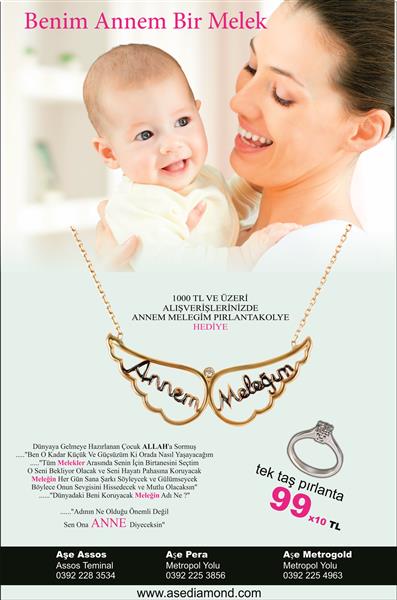 Benim Annem Bir Melek
1000 TL VE ÜZERİ
ALIŞVERİŞLERİNİZDE
ANNEM MELEGİM PIRLANTAKOLYE
HEDİYE
Annem Meleğim
Dünyaya Gelmeye Hazırlanan Çocuk ALLAH'a Sormuş
....."Ben O Kadar Küçük Ve Güçsüzüm Ki Orada Nasıl Yaşayacağım
....."Tüm Melekler Arasında Senin İçin Birtanesini Seçtim
O Seni Bekliyor Olacak ve Seni Hayati Pahasına Koruyacak
Meleğin Her Gün Sana Şarkı Söyleyecek ve Gülümseyecek
Böylece Onun Sevgisini Hissedecek ve Mutlu Olacaksın"
......"Dünyadaki Beni Koruyacak Meleğin Adı Ne ?"
......"Adının Ne Olduğu Önemli Değil
Sen Ona ANNE Diyeceksin"
tek taş pırlanta
99 x10 TL
Aşe Assos
Assos Teminal
0392 228 3534
Aşe Pera
Metropol Yolu
0392 225 3856
Aşe Metrogold
Metropol Yolu
0392 225 4963
www.asediamond.com